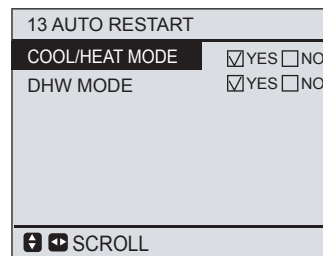 13 AUTO RESTART
COOL/HEAT MODE ☑YES☐NO
DHW MODE ☑YES☐NO
SCROLL